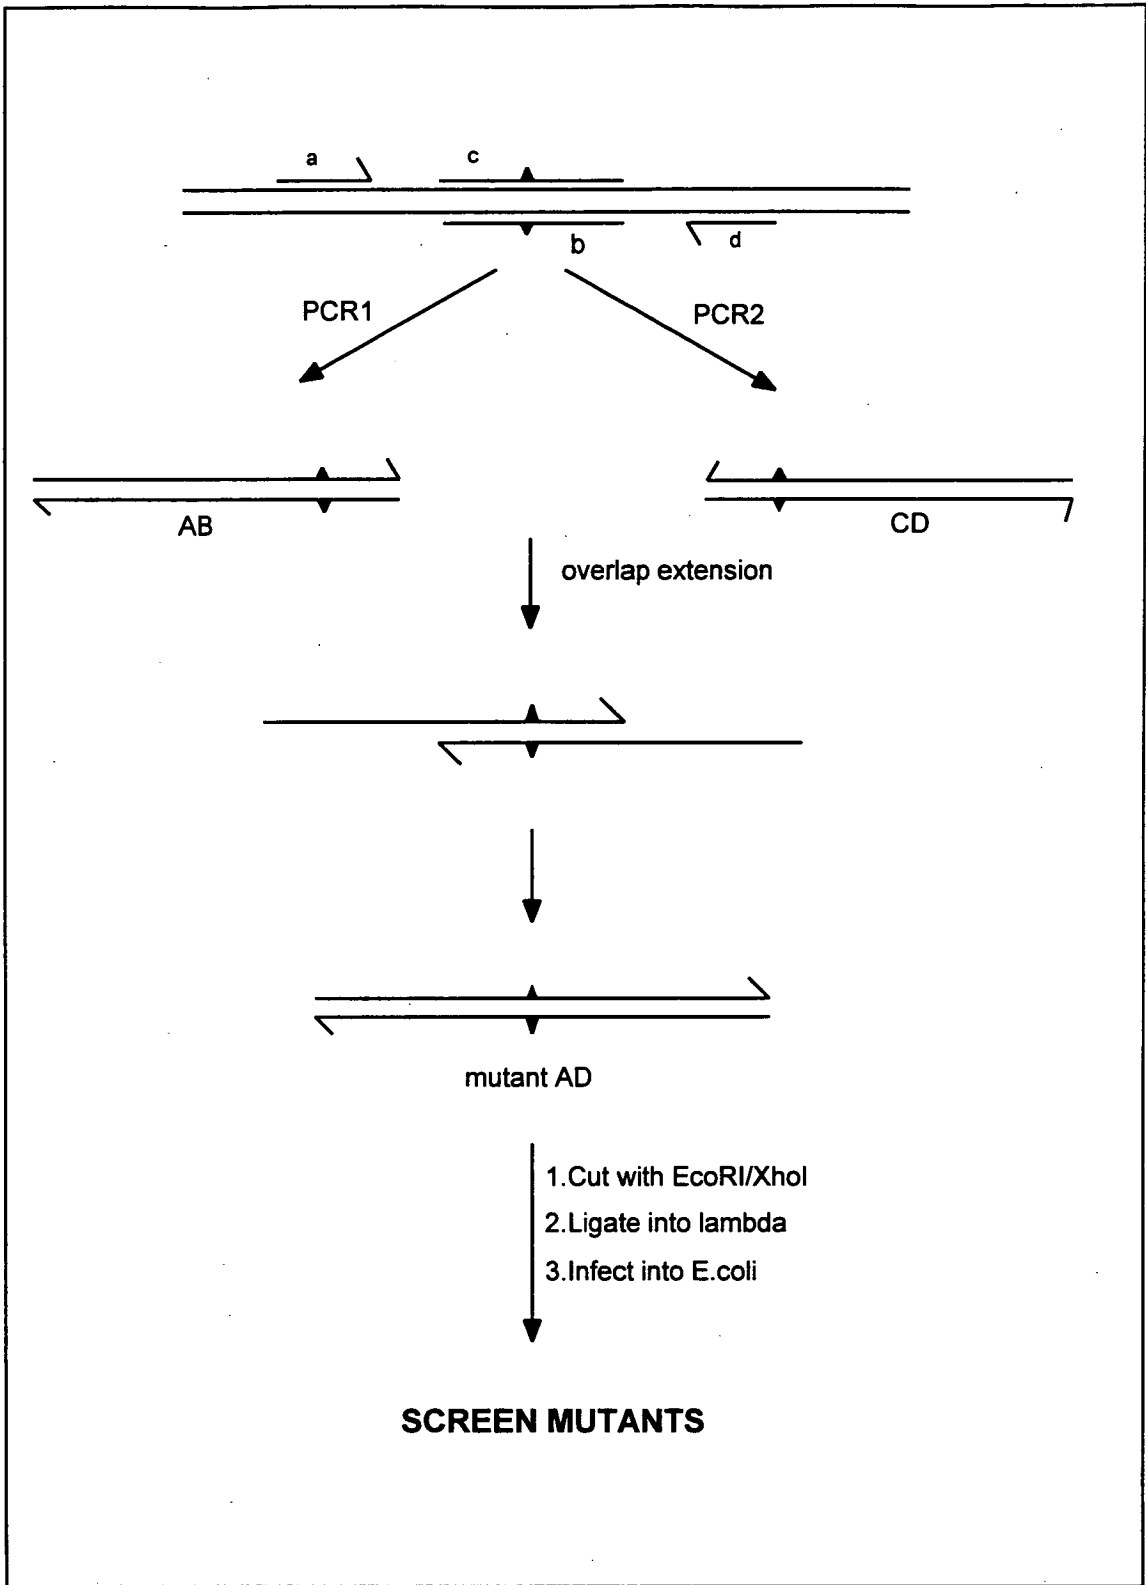 a
c
b
d
PCR1
PCR2
AB
CD
overlap extension
mutant AD
1.Cut with EcoRI/XhoI
2.Ligate into lambda
3.Infect into E.coli
SCREEN MUTANTS